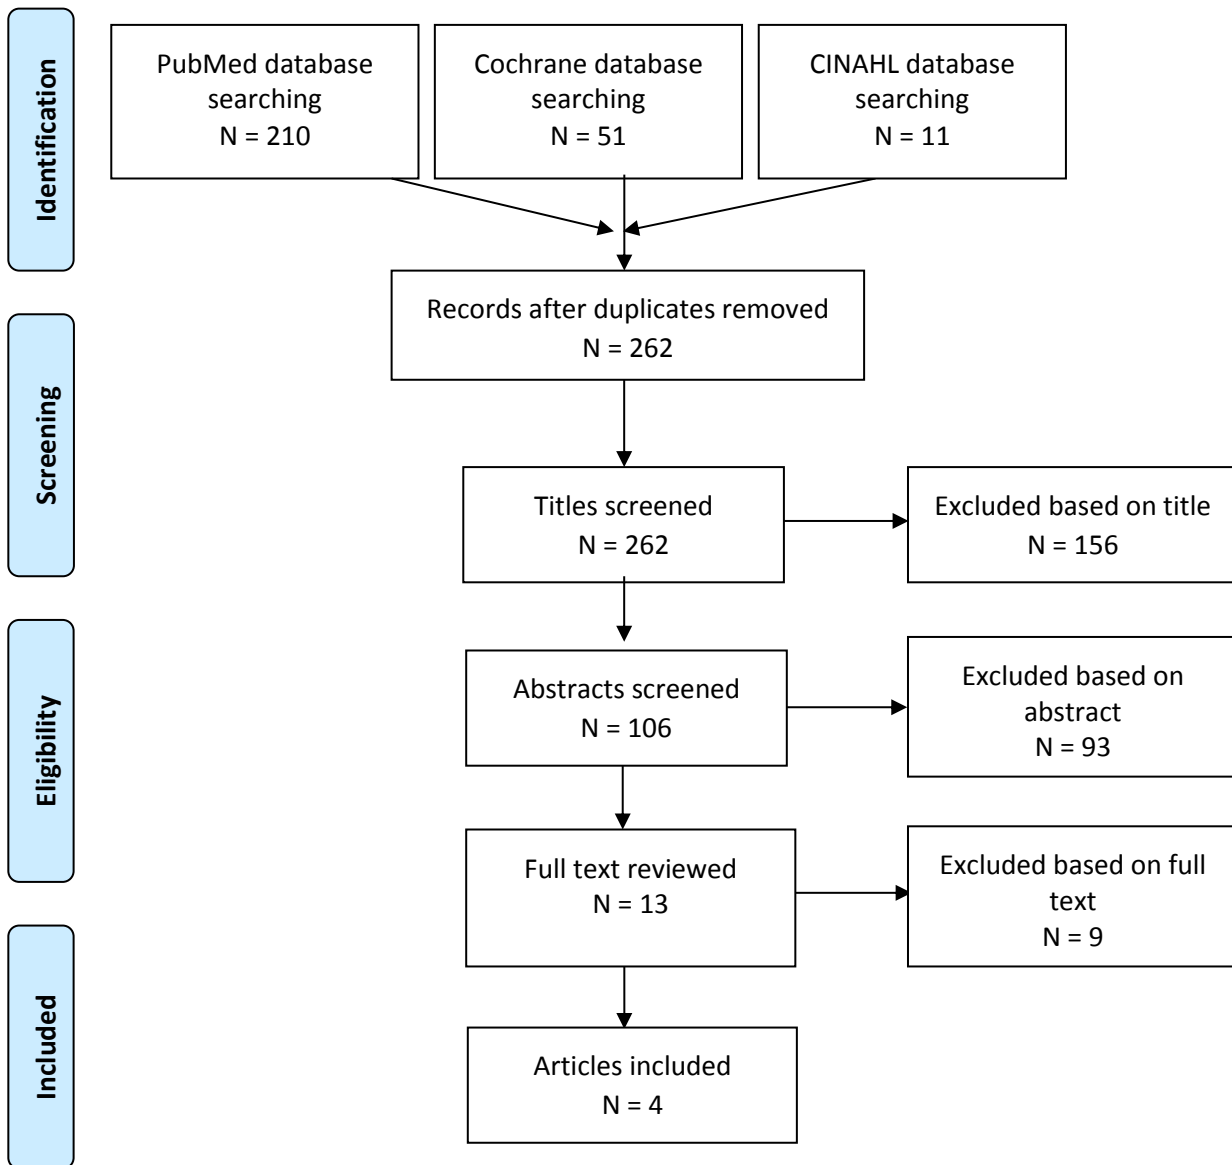 Identification
PubMed database
searching
N = 210
Cochrane database
searching
N = 51
CINAHL database
searching
N = 11
Records after duplicates removed
N = 262
Screening
Titles screened
N = 262
Excluded based on title
N = 156
Eligibility
Abstracts screened
N = 106
Excluded based on
abstract
N = 93
Full text reviewed
N = 13
Excluded based on full
text
N = 9
Included
Articles included
N = 4